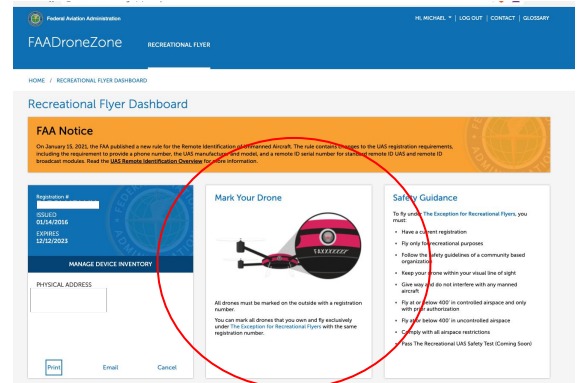 Federal Aviation Administration
HI, MICHAEL | LOG OUT | CONTACT | GLOSSARY
FAADroneZone
RECREATIONAL FLYER
HOME / RECREATIONAL FLYER DASHBOARD
Recreational Flyer Dashboard
FAA Notice
On January 15, 2021, the FAA published a new rule for the Remote Identification of Unmanned Aircraft. The rule contains changes to the UAS registration requirements,
including the requirement to provide a phone number, the UAS manufacturer and model, and a remote ID serial number for standard remote ID UAS and remote ID
broadcast modules. Read the UAS Remote Identification Overview for more information.
Registration #
ISSUED
01/14/2016
EXPIRES
12/12/2023
MANAGE DEVICE INVENTORY
PHYSICAL ADDRESS
Print
Email
Cancel
Mark Your Drone
All drones must be marked on the outside with a registration
number.
You can mark all drones that you own and fly exclusively
under The Exception for Recreational Flyers with the same
registration number.
Safety Guidance
To fly under The Exception for Recreational Flyers, you
must:
• Have a current registration
• Fly only for recreational purposes
• Follow the safety guidelines of a community based
organization
• Keep your drone within your visual line of sight
• Give way and do not interfere with any manned
aircraft
• Fly at or below 400' in controlled airspace and only
with prior authorization
• Fly at or below 400' in uncontrolled airspace
• Comply with all airspace restrictions
• Pass The Recreational UAS Safety Test (Coming Soon)